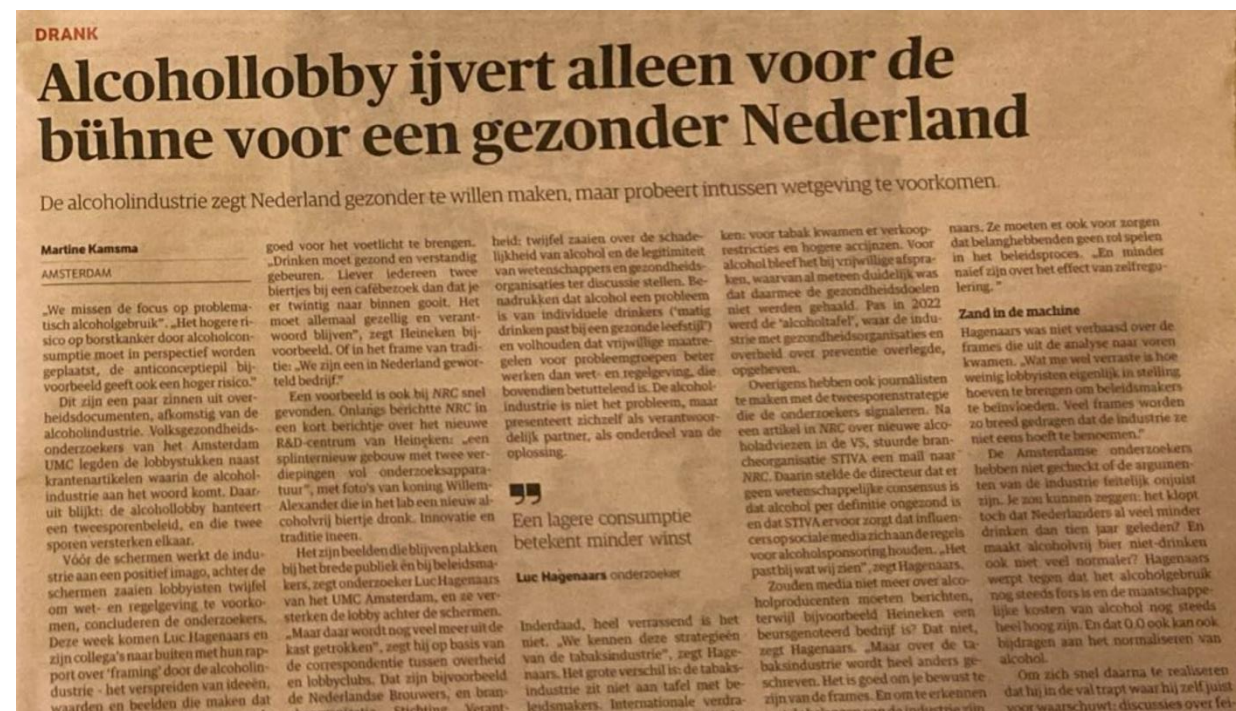 DRANK
Alcohollobby ijvert alleen voor de
bühne voor een gezonder Nederland
De alcoholindustrie zegt Nederland gezonder te willen maken, maar probeert intussen wetgeving te voorkomen.
Martine Kamsma
AMSTERDAM
„We missen de focus op problema-
tisch alcoholgebruik”. „Het hogere ri-
sico op borstkanker door alcoholcon-
sumptie moet in perspectief worden
geplaatst, de anticonceptiepil bij-
voorbeeld geeft ook een hoger risico.”
Dit zijn een paar zinnen uit over-
heidsdocumenten, afkomstig van de
alcoholindustrie. Volksgezondheids-
onderzoekers van het Amsterdam
UMC legden de lobbystukken naast
krantenartikelen waarin de alcohol-
industrie aan het woord komt. Daar-
uit blijkt: de alcohollobby hanteert
een tweesporenbeleid, en die twee
sporen versterken elkaar.
Vóór de schermen werkt de indu-
strie aan een positief imago, achter de
schermen zaaien lobbyisten twijfel
om wet- en regelgeving te voorko-
men, concluderen de onderzoekers.
Deze week komen Luc Hagenaars en
zijn collega's naar buiten met hun rap-
port over 'framing' door de alcoholin-
dustrie - het verspreiden van ideeën,
waarden en beelden die maken dat
goed voor het voetlicht te brengen.
„Drinken moet gezond en verstandig
gebeuren. Liever iedereen twee
biertjes bij een cafébezoek dan dat je
er twintig naar binnen gooit. Het
moet allemaal gezellig en verant-
woord blijven”, zegt Heineken bij-
voorbeeld. Of in het frame van tradi-
tie: „We zijn een in Nederland gewor-
teld bedrijf.”
Een voorbeeld is ook bij NRC snel
gevonden. Onlangs berichtte NRC in
een kort berichtje over het nieuwe
R&D-centrum van Heineken: „een
splinternieuw gebouw met twee ver-
diepingen vol onderzoeksappara-
tuur”, met foto's van koning Willem-
Alexander die in het lab een nieuw al-
coholvrij biertje dronk. Innovatie en
traditie ineen.
Het zijn beelden die blijven plakken
bij het brede publiek én bij beleidsma-
kers, zegt onderzoeker Luc Hagenaars
van het UMC Amsterdam, en ze ver-
sterken de lobby achter de schermen.
„Maar daar wordt nog veel meer uit de
kast getrokken”, zegt hij op basis van
de correspondentie tussen overheid
en lobbyclubs. Dat zijn bijvoorbeeld
de Nederlandse Brouwers, en bran-
Stichting Verant-
heid: twijfel zaaien over de schade-
lijkheid van alcohol en de legitimiteit
van wetenschappers en gezondheids-
organisaties ter discussie stellen. Be-
nadrukken dat alcohol een probleem
is van individuele drinkers ('matig
drinken past bij een gezonde leefstijl')
en volhouden dat vrijwillige maatre-
gelen voor probleemgroepen beter
werken dan wet- en regelgeving, die
bovendien betuttelend is. De alcohol-
industrie is niet het probleem, maar
presenteert zichzelf als verantwoor-
delijk partner, als onderdeel van de
oplossing.
”
Een lagere consumptie
betekent minder winst
Luc Hagenaars onderzoeker
Inderdaad, heel verrassend is het
niet. „We kennen deze strategieën
van de tabaksindustrie”, zegt Hage-
naars. Het grote verschil is: de tabaks-
industrie zit niet aan tafel met be-
leidsmakers. Internationale verdra-
ken: voor tabak kwamen er verkoop-
restricties en hogere accijnzen. Voor
alcohol bleef het bij vrijwillige afspra-
ken, waarvan al meteen duidelijk was
dat daarmee de gezondheidsdoelen
niet werden gehaald. Pas in 2022
werd de 'alcoholtafel', waar de indu-
strie met gezondheidsorganisaties en
overheid over preventie overlegde,
opgeheven.
Overigens hebben ook journalisten
te maken met de tweesporenstrategie
die de onderzoekers signaleren. Na
een artikel in NRC over nieuwe alco-
holadviezen in de VS, stuurde bran-
cheorganisatie STIVA een mail naar
NRC. Daarin stelde de directeur dat er
geen wetenschappelijke consensus is
dat alcohol per definitie ongezond is
en dat STIVA ervoor zorgt dat influen-
cers op sociale media zich aan de regels
voor alcoholsponsoring houden. „Het
past bij wat wij zien”, zegt Hagenaars.
Zouden media niet meer over alco-
holproducenten moeten berichten,
terwijl bijvoorbeeld Heineken een
beursgenoteerd bedrijf is? Dat niet,
zegt Hagenaars. „Maar over de ta-
baksindustrie wordt heel anders ge-
schreven. Het is goed om je bewust te
zijn van de frames. En om te erkennen
naars. Ze moeten er ook voor zorgen
dat belanghebbenden geen rol spelen
in het beleidsproces. „En minder
naïef zijn over het effect van zelfregu-
lering.”
Zand in de machine
Hagenaars was niet verbaasd over de
frames die uit de analyse naar voren
kwamen. „Wat me wel verraste is hoe
weinig lobbyisten eigenlijk in stelling
hoeven te brengen om beleidsmakers
te beïnvloeden. Veel frames worden
zo breed gedragen dat de industrie ze
niet eens hoeft te benoemen.”
De Amsterdamse onderzoekers
hebben niet gecheckt of de argumen-
ten van de industrie feitelijk onjuist
zijn. Je zou kunnen zeggen: het klopt
toch dat Nederlanders al veel minder
drinken dan tien jaar geleden? En
maakt alcoholvrij bier niet-drinken
ook niet veel normaler? Hagenaars
werpt tegen dat het alcoholgebruik
nog steeds fors is en de maatschappe-
lijke kosten van alcohol nog steeds
heel hoog zijn. En dat 0.0 ook kan ook
bijdragen aan het normaliseren van
alcohol.
Om zich snel daarna te realiseren
dat hij in de val trapt waar hij zelf juist
voor waarschuwt: discussies over fei-